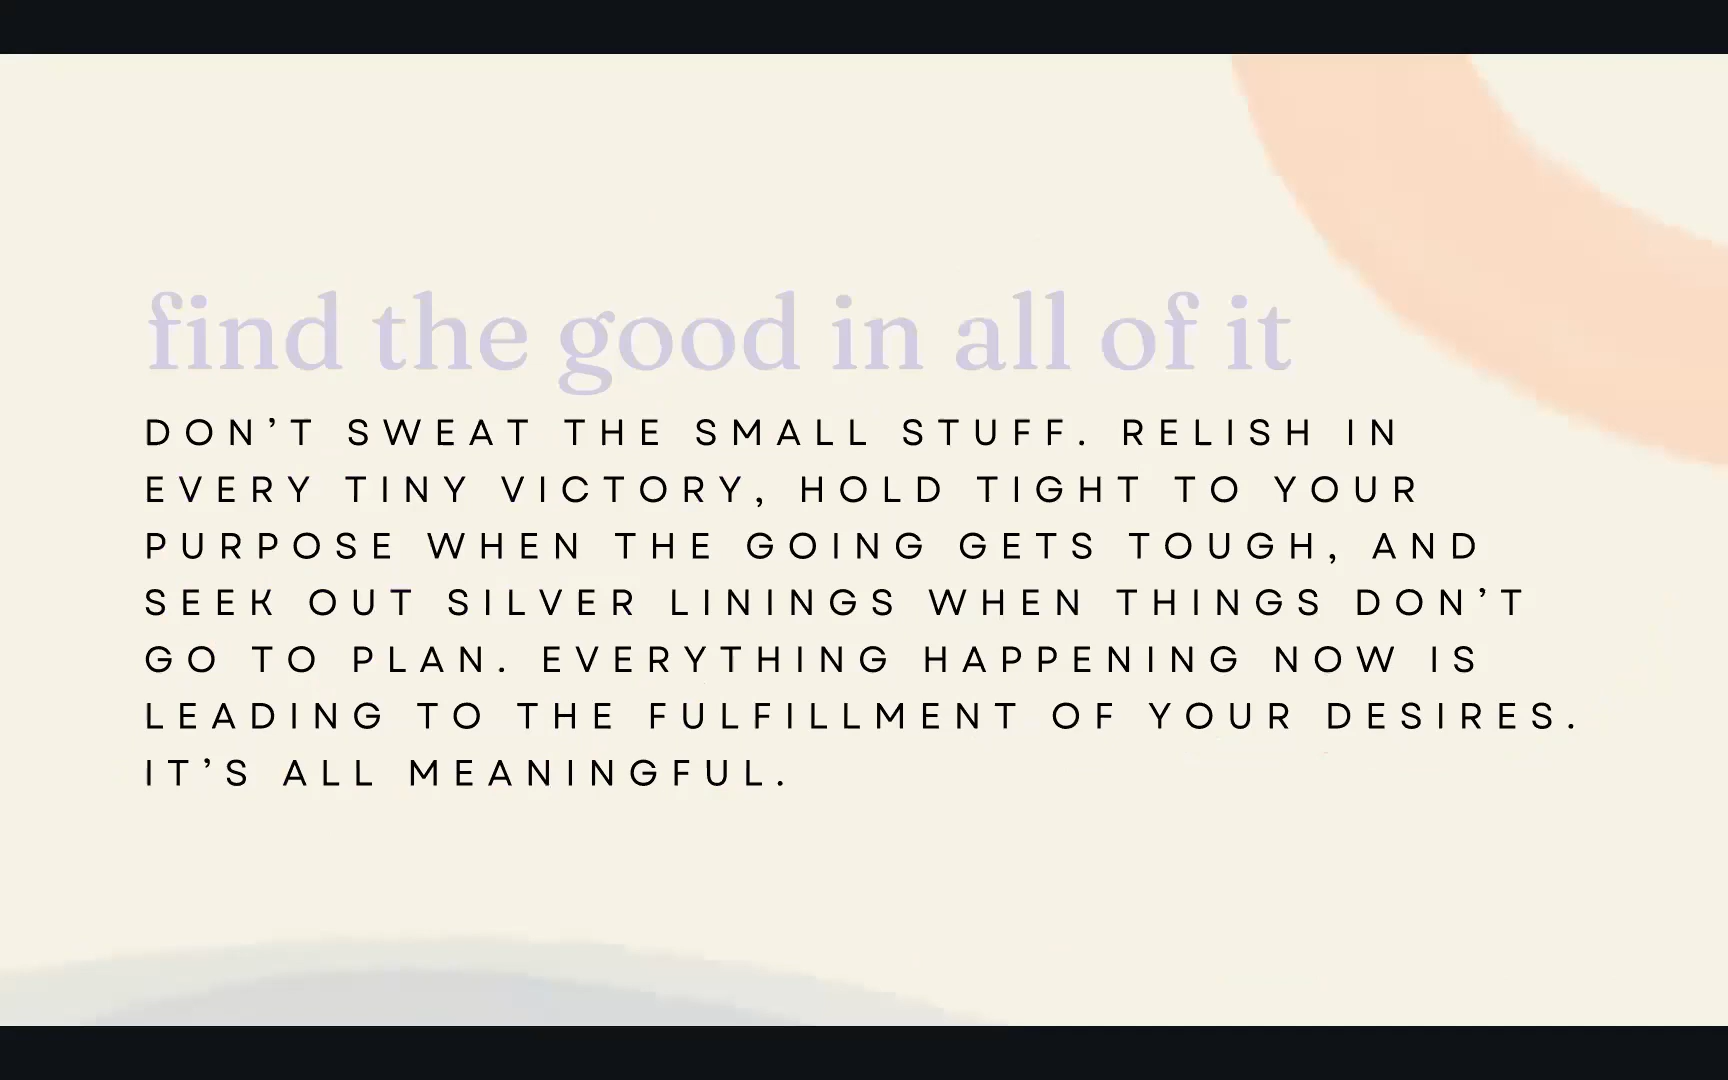 find the good in all of it
DON’T SWEAT THE SMALL STUFF. RELISH IN
EVERY TINY VICTORY, HOLD TIGHT TO YOUR
PURPOSE WHEN THE GOING GETS TOUGH, AND
SEEK OUT SILVER LININGS WHEN THINGS DON’T
GO TO PLAN. EVERYTHING HAPPENING NOW IS
LEADING TO THE FULFILLMENT OF YOUR DESIRES.
IT’S ALL MEANINGFUL.